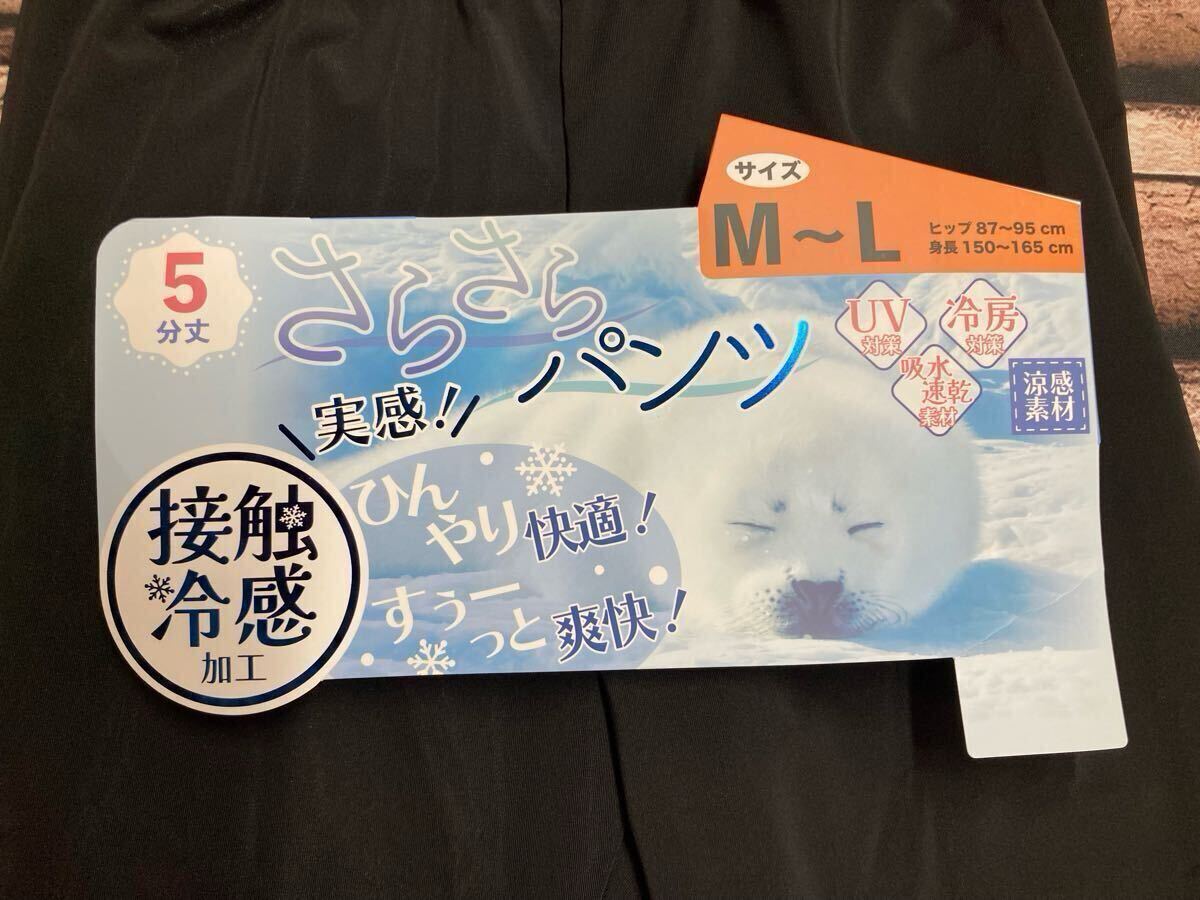 サイズ
M～L
ヒップ 87～95 cm
身長 150～165 cm
5
分丈
さらさら
パンツ
UV
対策
冷房
対策
吸水
速乾
素材
涼感
素材
実感！！
ひん
やり快適！
すぅー
っと爽快！
接触
冷感
加工